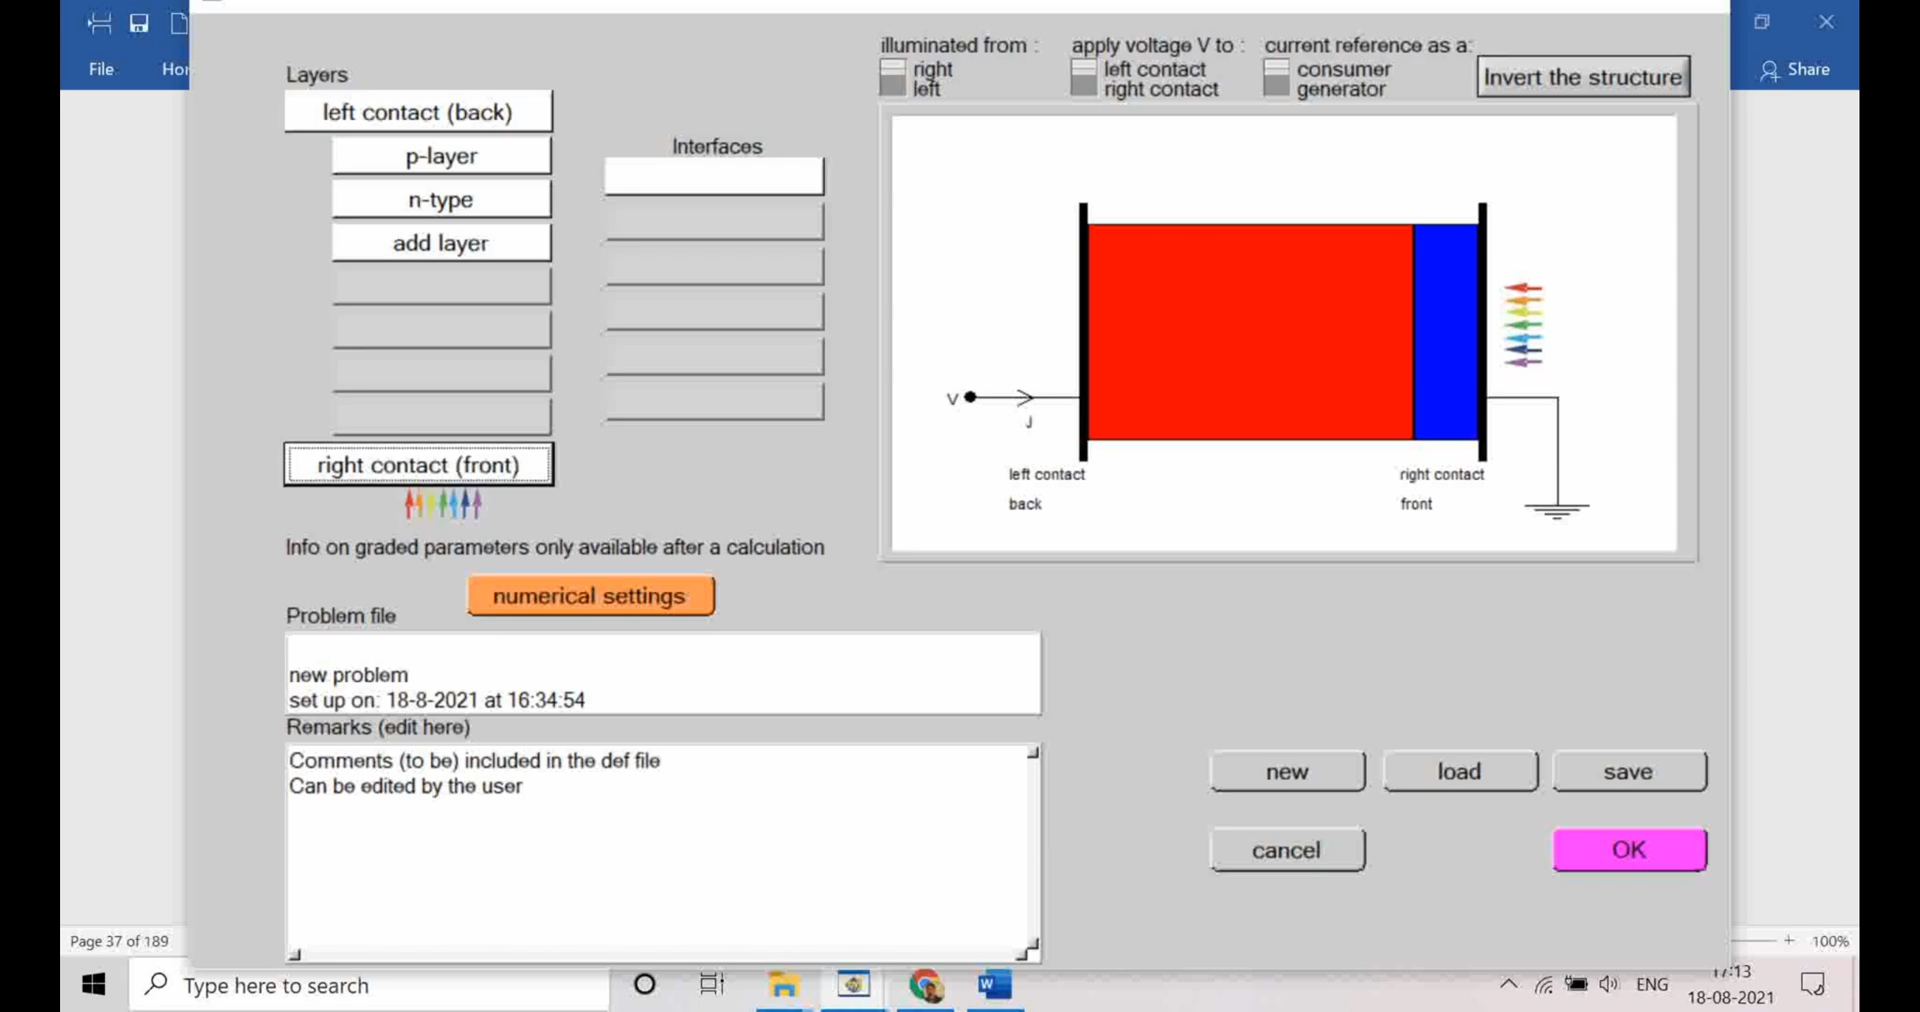 File
Hor
Share
illuminated from :
right
left
apply voltage V to :
left contact
right contact
current reference as a:
consumer
generator
Invert the structure
Layers
left contact (back)
p-layer
n-type
add layer
right contact (front)
Interfaces
V
J
left contact
back
right contact
front
Info on graded parameters only available after a calculation
numerical settings
Problem file
new problem
set up on: 18-8-2021 at 16:34:54
Remarks (edit here)
Comments (to be) included in the def file
Can be edited by the user
new
load
save
cancel
OK
Page 37 of 189
100%
Type here to search
W
ENG
17:13
18-08-2021